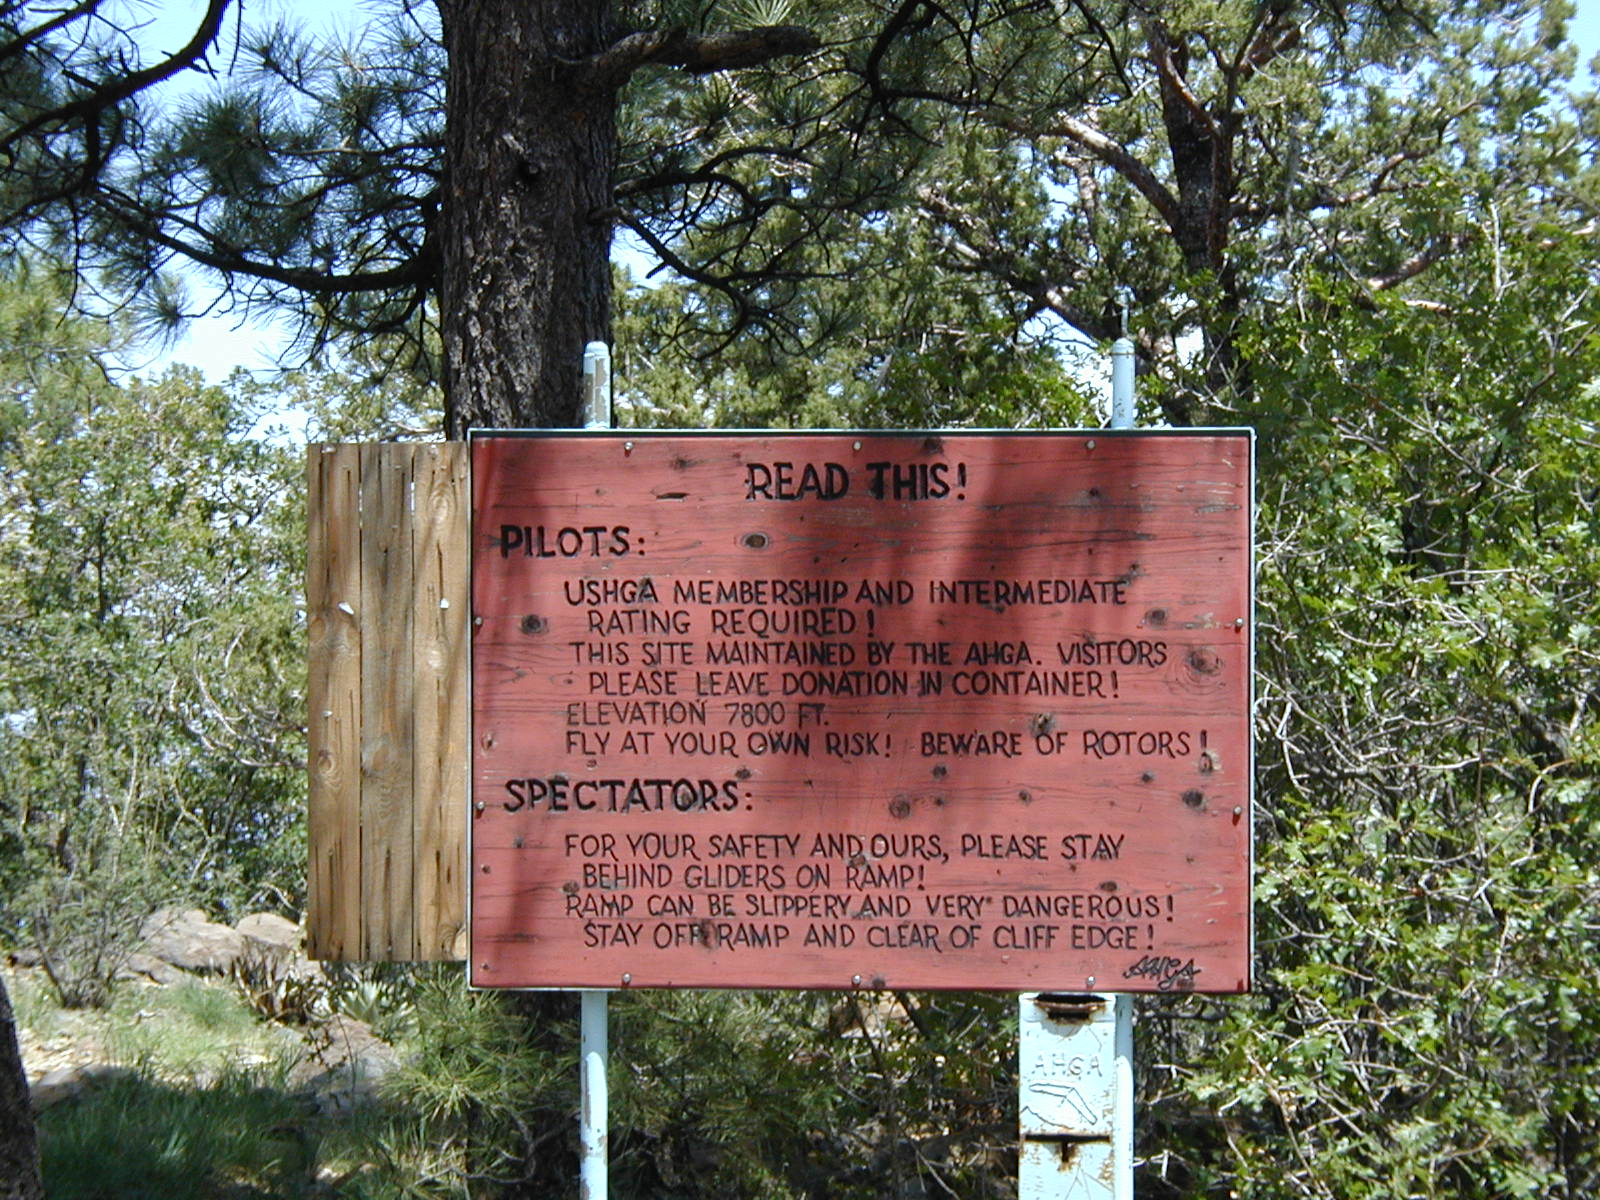 READ THIS!
PILOTS:
USHGA MEMBERSHIP AND INTERMEDIATE
RATING REQUIRED!
THIS SITE MAINTAINED BY THE AHGA. VISITORS
PLEASE LEAVE DONATION IN CONTAINER!
ELEVATION 7800 FT.
FLY AT YOUR OWN RISK! BEWARE OF ROTORS!
SPECTATORS:
FOR YOUR SAFETY AND OURS, PLEASE STAY
BEHIND GLIDERS ON RAMP!
RAMP CAN BE SLIPPERY AND VERY DANGEROUS!
STAY OFF RAMP AND CLEAR OF CLIFF EDGE!
AHGA
AHGA